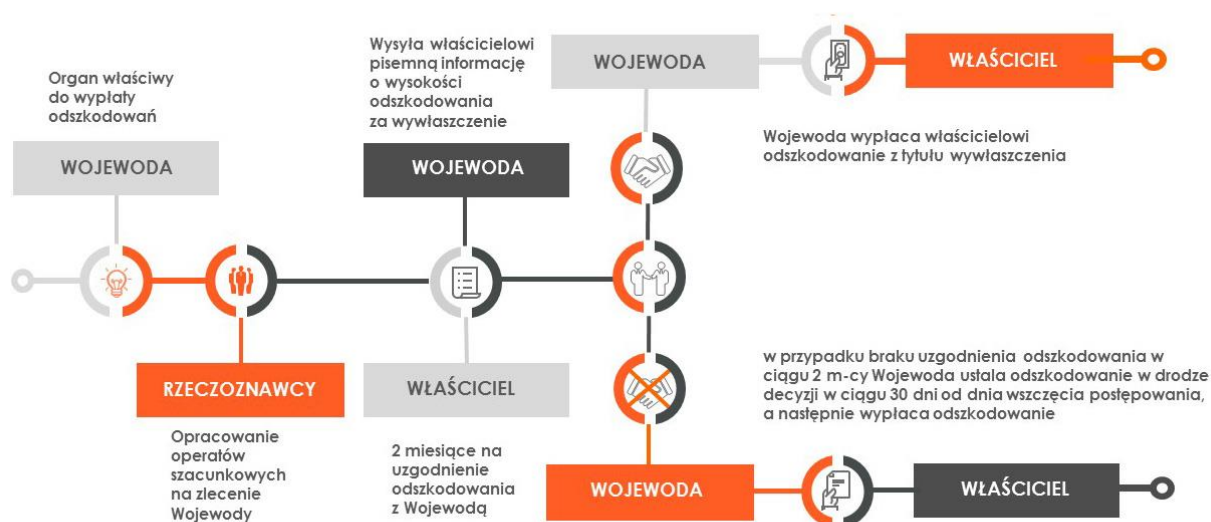 Organ właściwy
do wypłaty
odszkodowań
WOJEWODA
RZECZOZNAWCY
Opracowanie
operatów
szacunkowych
na zlecenie
Wojewody
Wysyła właścicielowi
pisemną informację
o wysokości
odszkodowania
za wywłaszczenie
WOJEWODA
WŁAŚCICIEL
2 miesiące na
uzgodnienie
odszkodowania
z Wojewodą
WOJEWODA
WŁAŚCICIEL
Wojewoda wypłaca właścicielowi
odszkodowanie z tytułu wywłaszczenia
w przypadku braku uzgodnienia odszkodowania w
ciągu 2 m-cy Wojewoda ustala odszkodowanie w drodze
decyzji w ciągu 30 dni od dnia wszczęcia postępowania,
a następnie wypłaca odszkodowanie
WOJEWODA
WŁAŚCICIEL